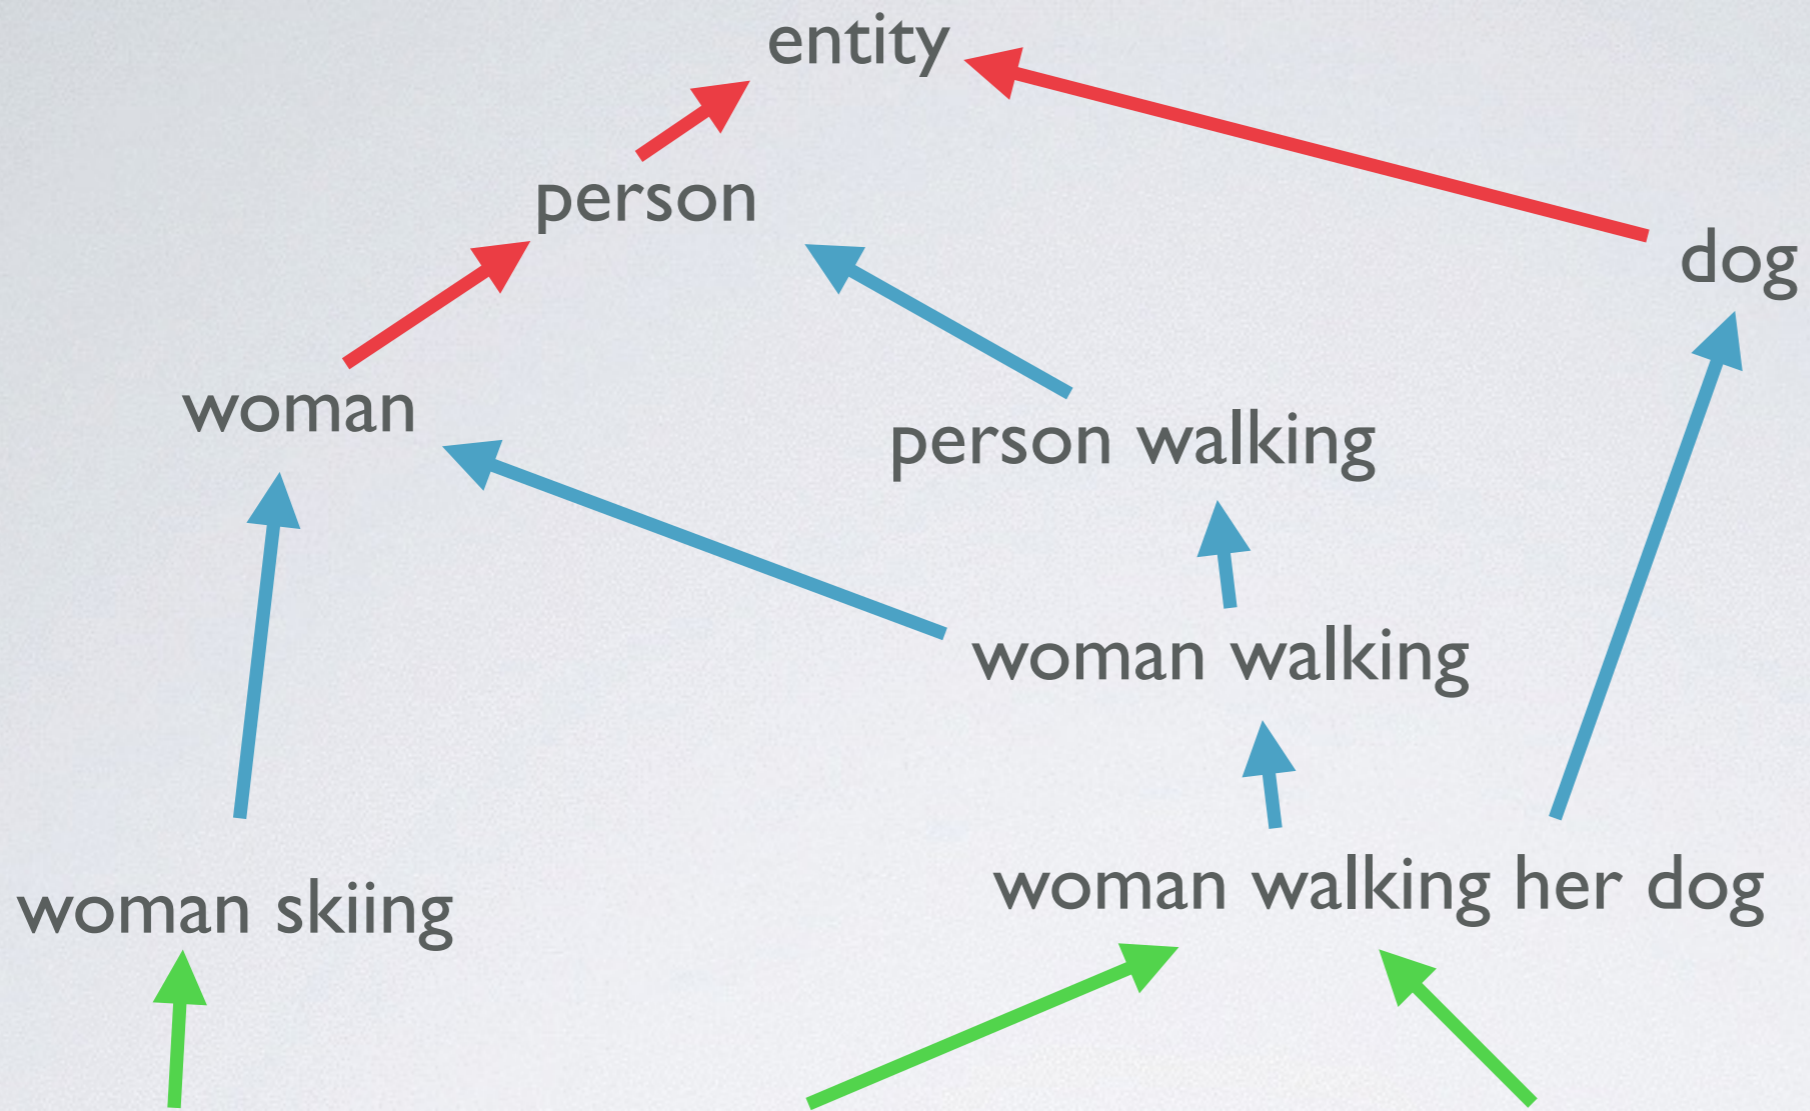 entity
person
dog
woman
person walking
woman walking
woman walking her dog
woman skiing